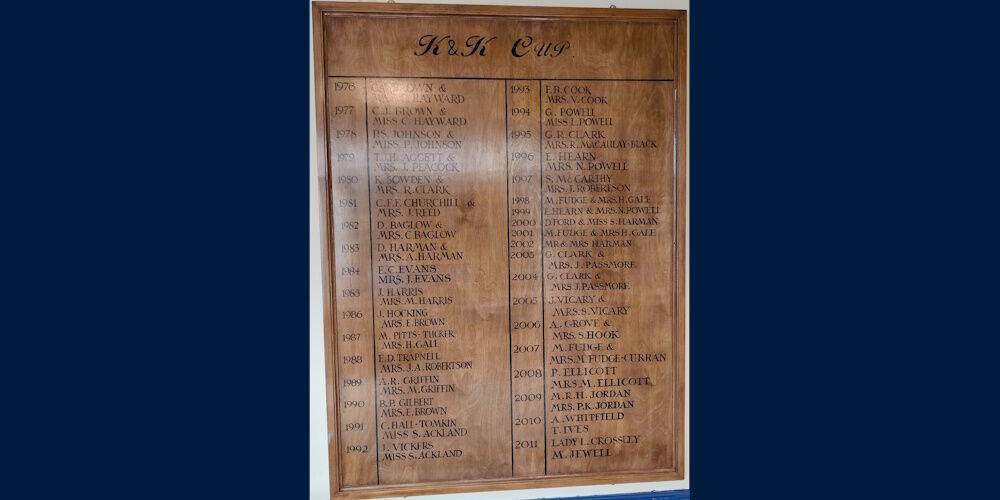 K & K CUP.
1976 BROWN &
HAYWARD
1977 C.J. BROWN &
MISS C. HAYWARD
1978 P.S. JOHNSON &
MISS P. JOHNSON
1979 T.H. AGGETT &
MRS. J. PEACOCK
1980 K. SOWDEN &
MRS. R. CLARK
1981 C.F.F. CHURCHILL &
MRS. J. REED
1982 D. BAGLOW &
MRS. C BAGLOW
1983 D. HARMAN &
MRS. A. HARMAN
1984 E.C. EVANS
MRS. J. EVANS
1985 J. HARRIS
MRS. M. HARRIS
1986 J. HOCKING
MRS. E. BROWN
1987 M. PITTS-TUCKER
MRS. H. GALE
1988 E.D. TRAPNELL
MRS. J.A. ROBERTSON
1989 A.R. GRIFFIN
MRS. M. GRIFFIN
1990 B.P. GILBERT
MRS. E. BROWN
1991 C. HALL-TOMKIN
MISS S. ACKLAND
1992 J. VICKERS
MISS S. ACKLAND
1993 F.B. COOK
MRS. V. COOK
1994 G. POWELL
MISS L. POWELL
1995 G.R. CLARK
MRS. R. MACAULAY-BLACK
1996 E. HEARN
MRS. N. POWELL
1997 S. McCARTHY
MRS. J. ROBERTSON
1998 M. FUDGE & MRS H. GALE
1999 E. HEARN & MRS. N. POWELL
2000 D. FORD & MISS S. HARMAN
2001 M. FUDGE & MRS H. GALE
2002 MR & MRS HARMAN
2003 G. CLARK &
MRS. J. PASSMORE
2004 G. CLARK &
MRS J. PASSMORE
2005 J. VICARY &
MRS. S. VICARY
2006 A. GROVE &
MRS. S. HOOK
2007 M. FUDGE &
MRS. M. FUDGE-CURRAN
2008 P. ELLICOTT
MRS M. ELLICOTT
2009 M.R.H. JORDAN
MRS. P.K. JORDAN
2010 A. WHITFIELD
T. IVES
2011 LADY L. CROSSLEY
M. JEWELL